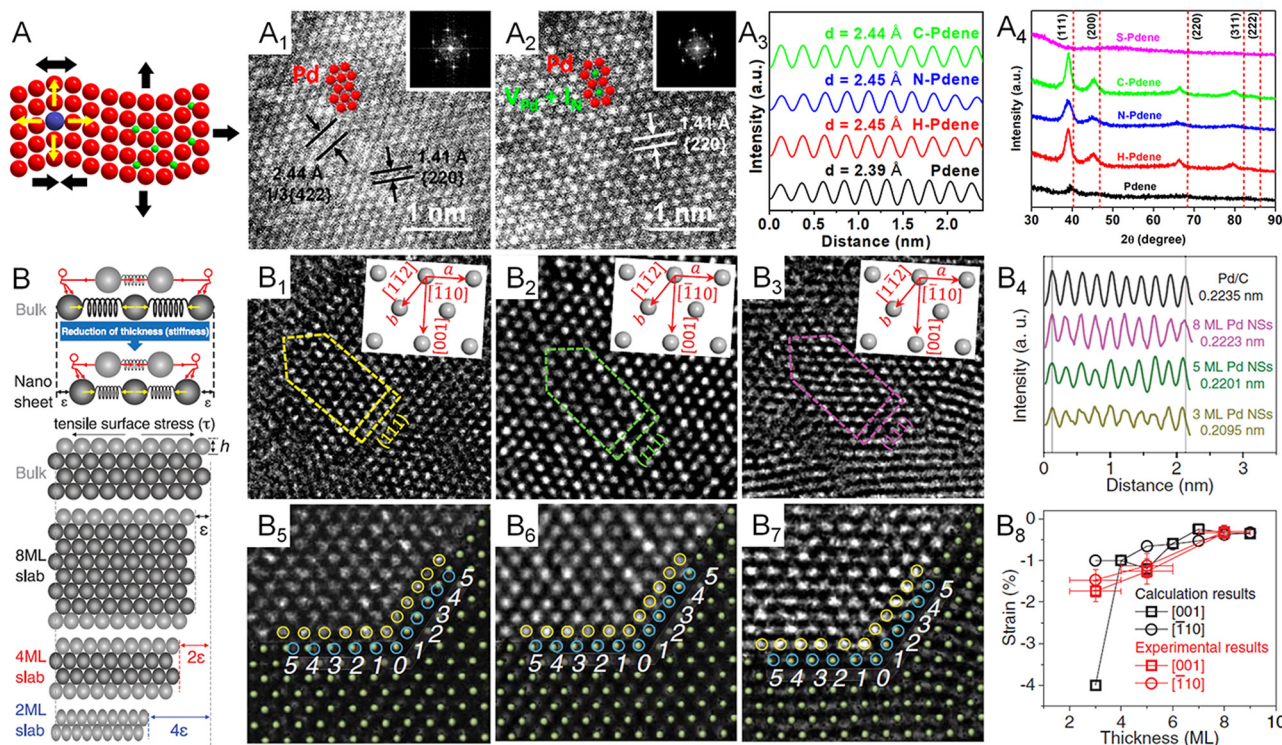 A
A1
Pd
2.44 Å
1/3{422}
1.41 Å
{220}
1 nm
A2
Pd
VPd + IN
1.41 Å
{220}
1 nm
A3
Intensity (a.u.)
d = 2.44 Å C-Pdene
d = 2.45 Å N-Pdene
d = 2.45 Å H-Pdene
d = 2.39 Å Pdene
0.0 0.5 1.0 1.5 2.0
Distance (nm)
A4
Intensity (a.u.)
(111) (200) (220) (311) (222)
S-Pdene
C-Pdene
N-Pdene
H-Pdene
Pdene
30 40 50 60 70 80 90
2θ (degree)
B
Bulk
Reduction of thickness (stiffness)
Nano
sheet
ε ε
tensile surface stress (τ)
h
Bulk
8ML
slab
ε
4ML
slab
2ε
2ML
slab
4ε
B1
[1̄1̄2] a
[1̄10]
b
[001]
(111)
B2
[1̄1̄2] a
[1̄10]
b
[001]
B3
[1̄1̄2] a
[1̄10]
b
[001]
B4
Intensity (a. u.)
Pd/C
0.2235 nm
8 ML Pd NSs
0.2223 nm
5 ML Pd NSs
0.2201 nm
3 ML Pd NSs
0.2095 nm
0 1 2 3
Distance (nm)
B5
5 4 3 2 1 0 1 2 3 4 5
B6
5 4 3 2 1 0 1 2 3 4 5
B7
5 4 3 2 1 0 1 2 3 4 5
B8
Strain (%)
0
-1
-2
-3
-4
Calculation results
[001]
[1̄10]
Experimental results
[001]
[1̄10]
2 4 6 8 10
Thickness (ML)